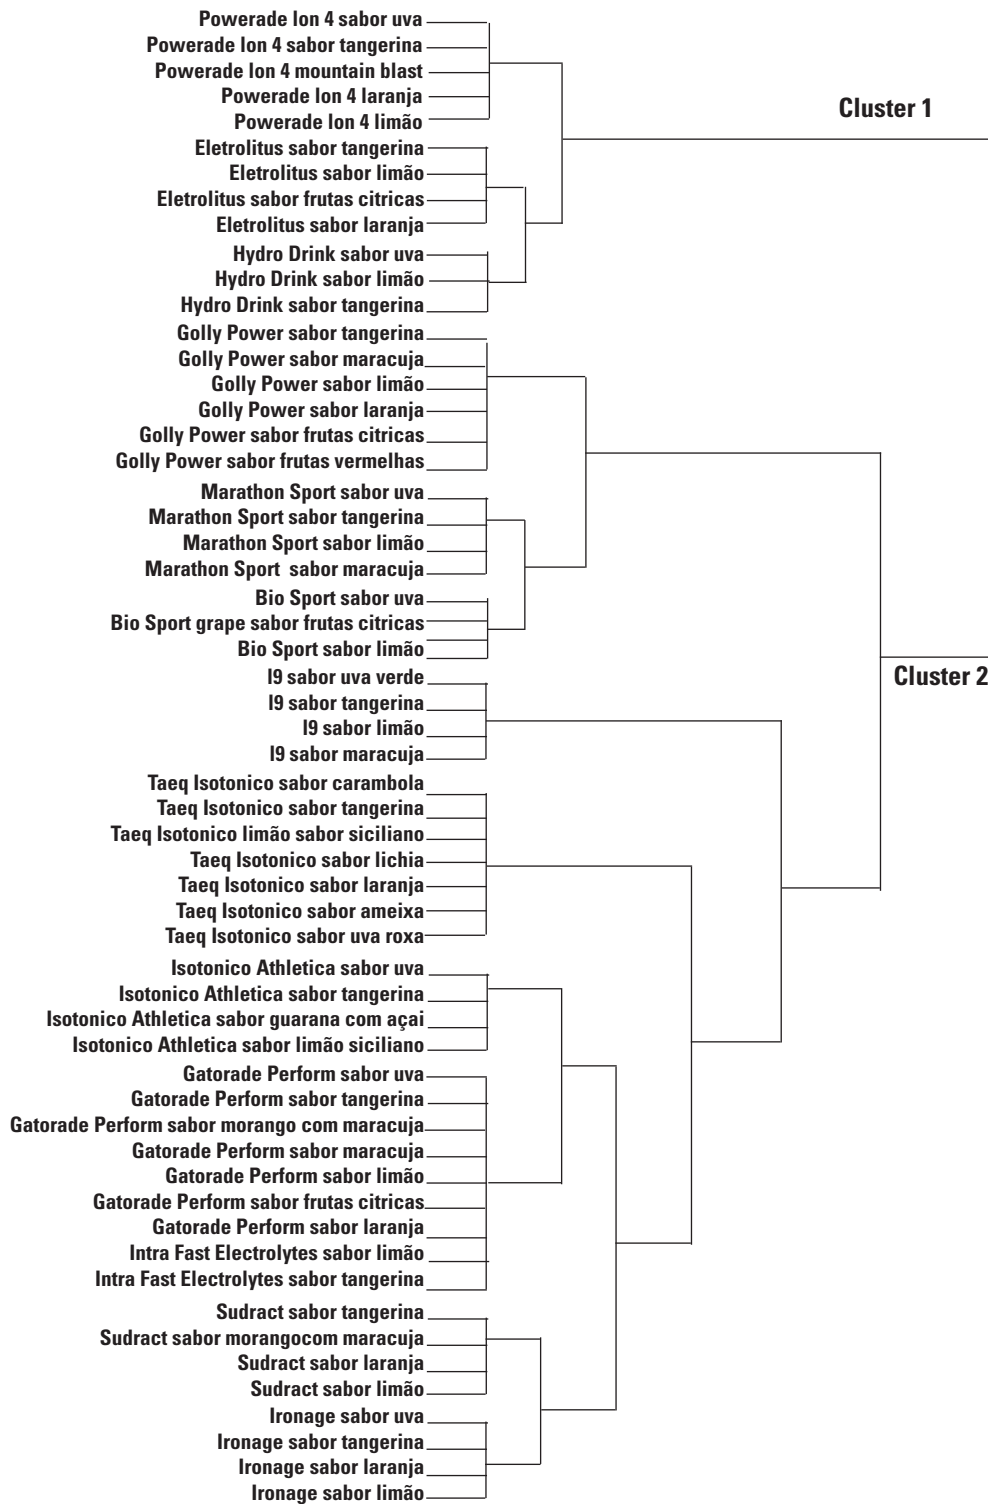 Powerade Ion 4 sabor uva
Powerade Ion 4 sabor tangerina
Powerade Ion 4 mountain blast
Powerade Ion 4 laranja
Powerade Ion 4 limão
Cluster 1
Eletrolitus sabor tangerina
Eletrolitus sabor limão
Eletrolitus sabor frutas citricas
Eletrolitus sabor laranja
Hydro Drink sabor uva
Hydro Drink sabor limão
Hydro Drink sabor tangerina
Golly Power sabor tangerina
Golly Power sabor maracuja
Golly Power sabor limão
Golly Power sabor laranja
Golly Power sabor frutas citricas
Golly Power sabor frutas vermelhas
Marathon Sport sabor uva
Marathon Sport sabor tangerina
Marathon Sport sabor limão
Marathon Sport  sabor maracuja
Bio Sport sabor uva
Bio Sport grape sabor frutas citricas
Bio Sport sabor limão
Cluster 2
I9 sabor uva verde
I9 sabor tangerina
I9 sabor limão
I9 sabor maracuja
Taeq Isotonico sabor carambola
Taeq Isotonico sabor tangerina
Taeq Isotonico limão sabor siciliano
Taeq Isotonico sabor lichia
Taeq Isotonico sabor laranja
Taeq Isotonico sabor ameixa
Taeq Isotonico sabor uva roxa
Isotonico Athletica sabor uva
Isotonico Athletica sabor tangerina
Isotonico Athletica sabor guarana com açai
Isotonico Athletica sabor limão siciliano
Gatorade Perform sabor uva
Gatorade Perform sabor tangerina
Gatorade Perform sabor morango com maracuja
Gatorade Perform sabor maracuja
Gatorade Perform sabor limão
Gatorade Perform sabor frutas citricas
Gatorade Perform sabor laranja
Intra Fast Electrolytes sabor limão
Intra Fast Electrolytes sabor tangerina
Sudract sabor tangerina
Sudract sabor morangocom maracuja
Sudract sabor laranja
Sudract sabor limão
Ironage sabor uva
Ironage sabor tangerina
Ironage sabor laranja
Ironage sabor limão